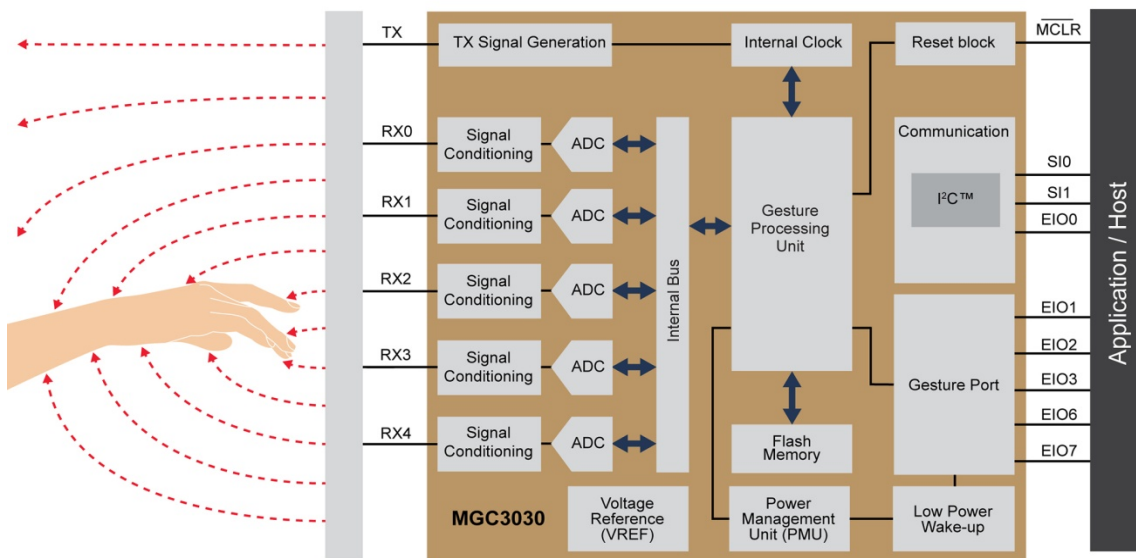 TX
TX Signal Generation
Internal Clock
Reset block
MCLR
RX0
Signal
Conditioning
ADC
RX1
Signal
Conditioning
ADC
RX2
Signal
Conditioning
ADC
RX3
Signal
Conditioning
ADC
RX4
Signal
Conditioning
ADC
Internal Bus
Gesture
Processing
Unit
Communication
I²C™
SI0
SI1
EIO0
Gesture Port
EIO1
EIO2
EIO3
EIO6
EIO7
Flash
Memory
MGC3030
Voltage
Reference
(VREF)
Power
Management
Unit (PMU)
Low Power
Wake-up
Application / Host